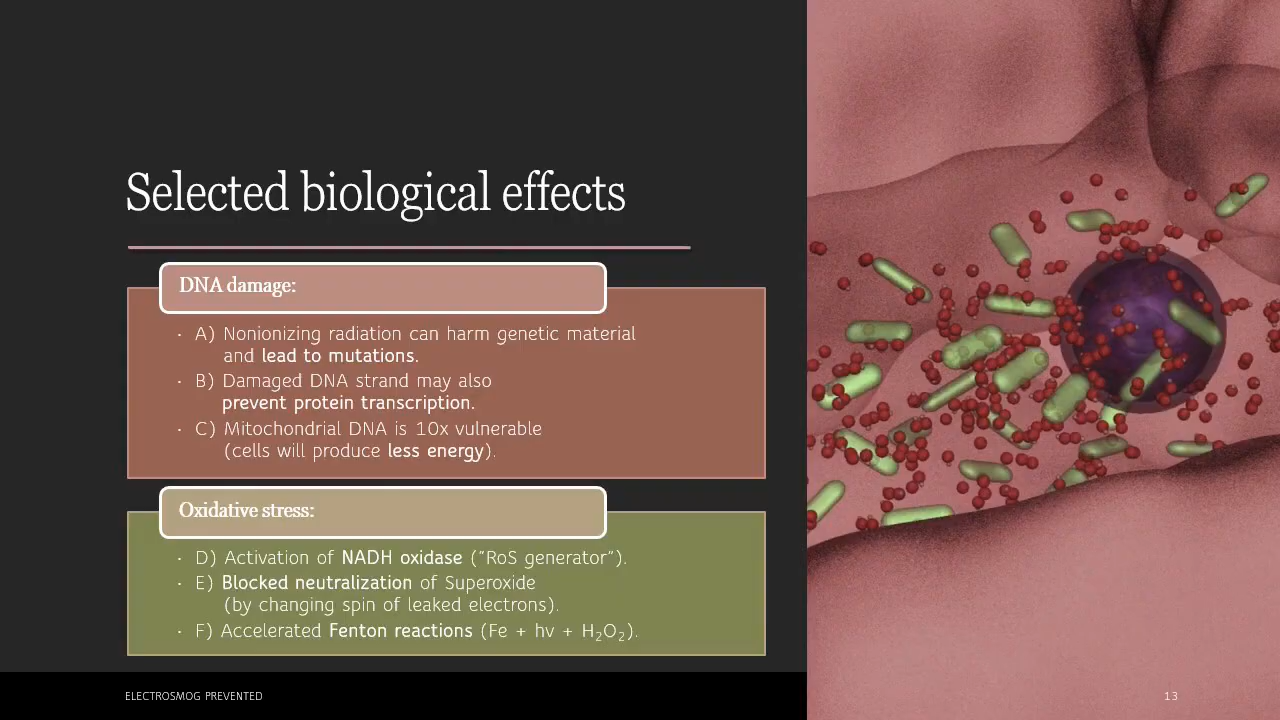 Selected biological effects
DNA damage:
· A) Nonionizing radiation can harm genetic material
and lead to mutations.
· B) Damaged DNA strand may also
prevent protein transcription.
· C) Mitochondrial DNA is 10x vulnerable
(cells will produce less energy).
Oxidative stress:
· D) Activation of NADH oxidase ("RoS generator").
· E) Blocked neutralization of Superoxide
(by changing spin of leaked electrons).
· F) Accelerated Fenton reactions (Fe + hv + H₂O₂).
ELECTROSMOG PREVENTED
13